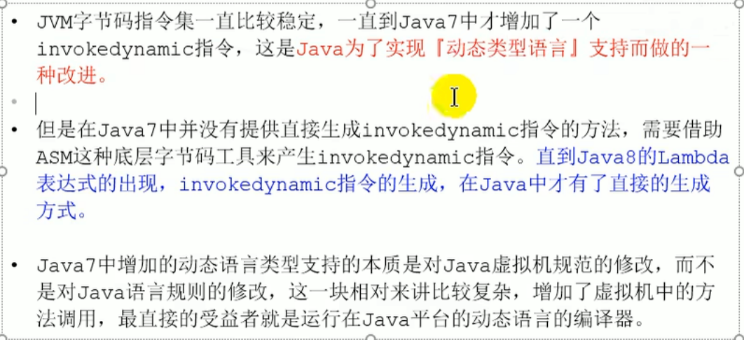 • JVM字节码指令集一直比较稳定，一直到Java7中才增加了一个
invokedynamic指令，这是Java为了实现『动态类型语言』支持而做的一
种改进。
• 但是在Java7中并没有提供直接生成invokedynamic指令的方法，需要借助
ASM这种底层字节码工具来产生invokedynamic指令。直到Java8的Lambda
表达式的出现，invokedynamic指令的生成，在Java中才有了直接的生成
方式。
• Java7中增加的动态语言类型支持的本质是对Java虚拟机规范的修改，而不
是对Java语言规则的修改，这一块相对来讲比较复杂，增加了虚拟机中的方
法调用，最直接的受益者就是运行在Java平台的动态语言的编译器。